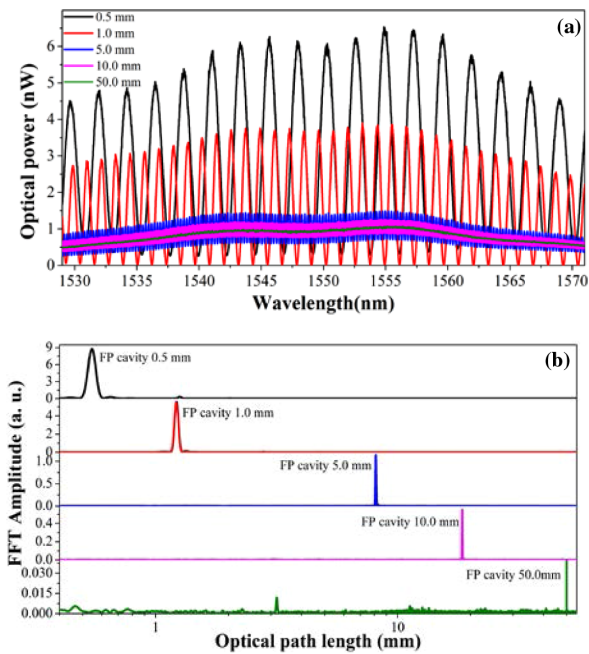 (a)
0.5 mm
1.0 mm
5.0 mm
10.0 mm
50.0 mm
Optical power (nW)
6
5
4
3
2
1
0
1530 1535 1540 1545 1550 1555 1560 1565 1570
Wavelength(nm)
(b)
FFT Amplitude (a. u.)
9
6
3
0
FP cavity 0.5 mm
4
2
0
FP cavity 1.0 mm
1.0
0.5
0.0
FP cavity 5.0 mm
0.4
0.2
0.0
FP cavity 10.0 mm
0.030
0.015
0.000
FP cavity 50.0mm
1 10
Optical path length (mm)